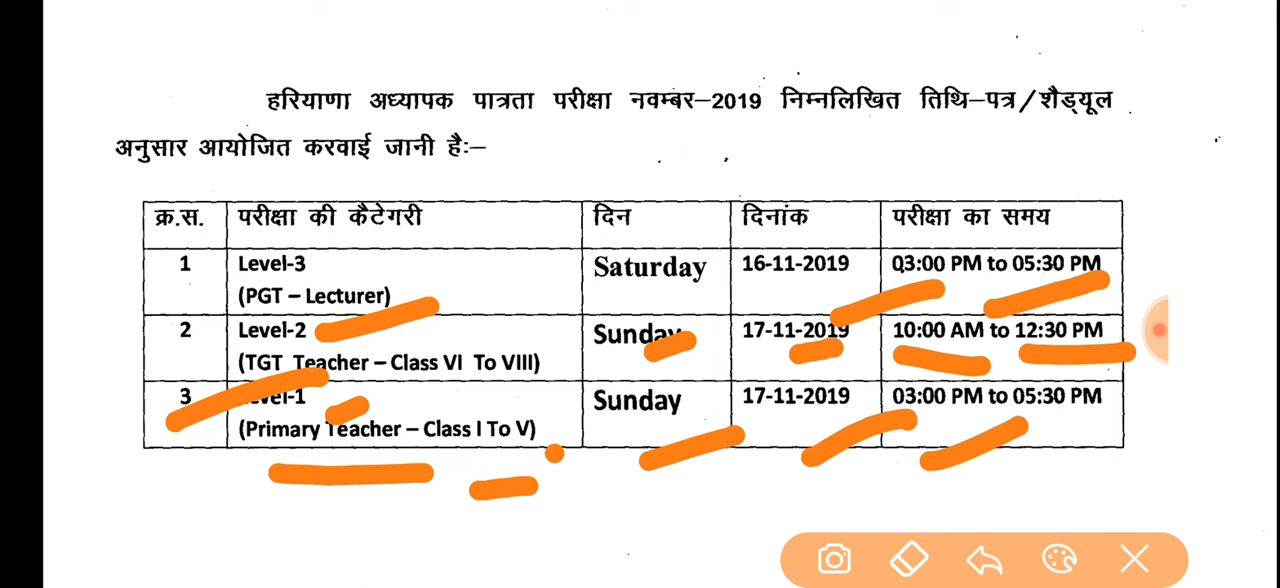 हरियाणा अध्यापक पात्रता परीक्षा नवम्बर–2019 निम्नलिखित तिथि–पत्र/शैड्यूल
अनुसार आयोजित करवाई जानी हैः–
क्र.स. परीक्षा की कैटेगरी दिन दिनांक परीक्षा का समय
1 Level-3 Saturday 16-11-2019 03:00 PM to 05:30 PM
(PGT – Lecturer)
2 Level-2 Sunday 17-11-2019 10:00 AM to 12:30 PM
(TGT Teacher – Class VI To VIII)
3 Level-1 Sunday 17-11-2019 03:00 PM to 05:30 PM
(Primary Teacher – Class I To V)